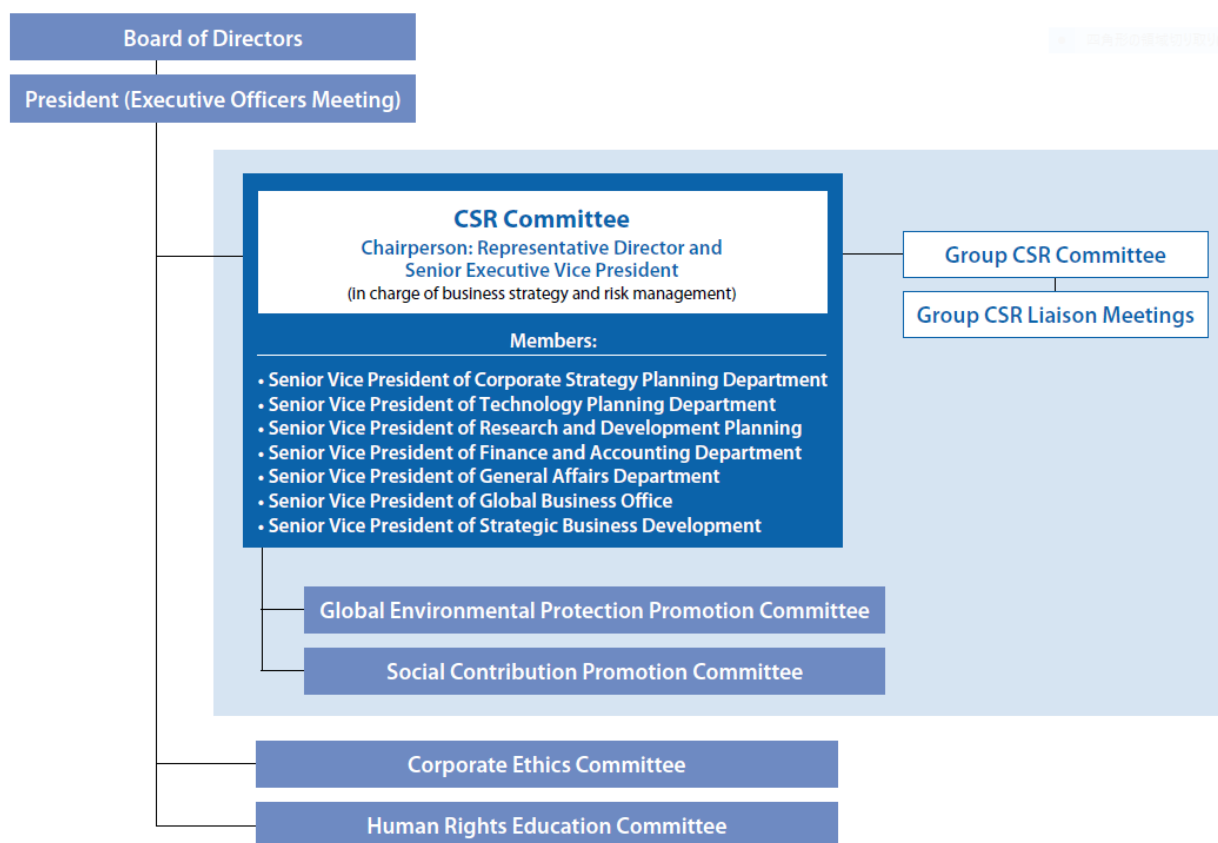 Board of Directors
President (Executive Officers Meeting)
CSR Committee
Chairperson: Representative Director and
Senior Executive Vice President
(in charge of business strategy and risk management)
Members:
• Senior Vice President of Corporate Strategy Planning Department
• Senior Vice President of Technology Planning Department
• Senior Vice President of Research and Development Planning
• Senior Vice President of Finance and Accounting Department
• Senior Vice President of General Affairs Department
• Senior Vice President of Global Business Office
• Senior Vice President of Strategic Business Development
Group CSR Committee
Group CSR Liaison Meetings
Global Environmental Protection Promotion Committee
Social Contribution Promotion Committee
Corporate Ethics Committee
Human Rights Education Committee